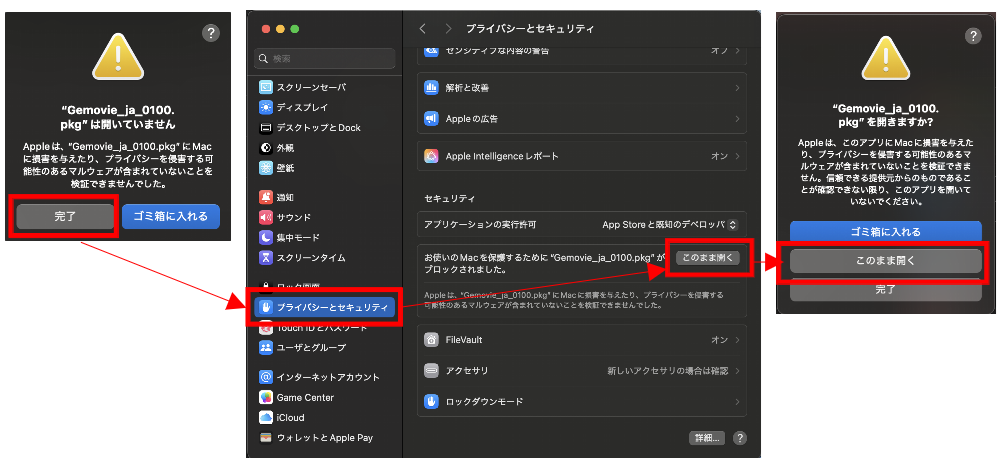 ?
“Gemovie_ja_0100.
pkg” は開いていません
Appleは、“Gemovie_ja_0100.pkg” にMac
に損害を与えたり、プライバシーを侵害する可
能性のあるマルウェアが含まれていないことを
検証できませんでした。
完了
ゴミ箱に入れる
検索
スクリーンセーバ
ディスプレイ
デスクトップとDock
外観
壁紙
通知
サウンド
集中モード
スクリーンタイム
ロック画面
プライバシーとセキュリティ
Touch IDとパスワード
ユーザとグループ
インターネットアカウント
Game Center
iCloud
ウォレットとApple Pay
プライバシーとセキュリティ
センシティブな内容の警告
オフ
解析と改善
Appleの広告
Apple Intelligenceレポート
オン
セキュリティ
アプリケーションの実行許可
App Storeと既知のデベロッパ
お使いのMacを保護するために “Gemovie_ja_0100.pkg” が
ブロックされました。
このまま開く
Appleは、“Gemovie_ja_0100.pkg” にMacに損害を与えたり、プライバシーを侵害する
可能性のあるマルウェアが含まれていないことを検証できませんでした。
FileVault
オン
アクセサリ
新しいアクセサリの場合は確認
ロックダウンモード
詳細...
?
?
“Gemovie_ja_0100.
pkg” を開きますか?
Appleは、このアプリにMacに損害を与えた
り、プライバシーを侵害する可能性のあるマル
ウェアが含まれていないことを検証できませ
ん。信頼できる提供元からのものであるこ
とが確認できない限り、このアプリを開いて
いないでください。
ゴミ箱に入れる
このまま開く
完了